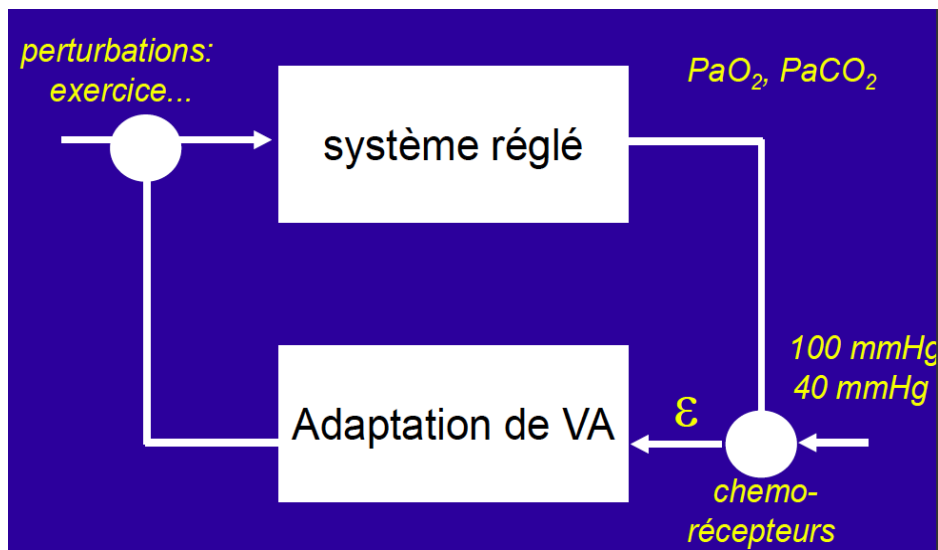 perturbations:
exercice...
PaO₂, PaCO₂
système réglé
100 mmHg
40 mmHg
Adaptation de VA
ε
chemo-
récepteurs